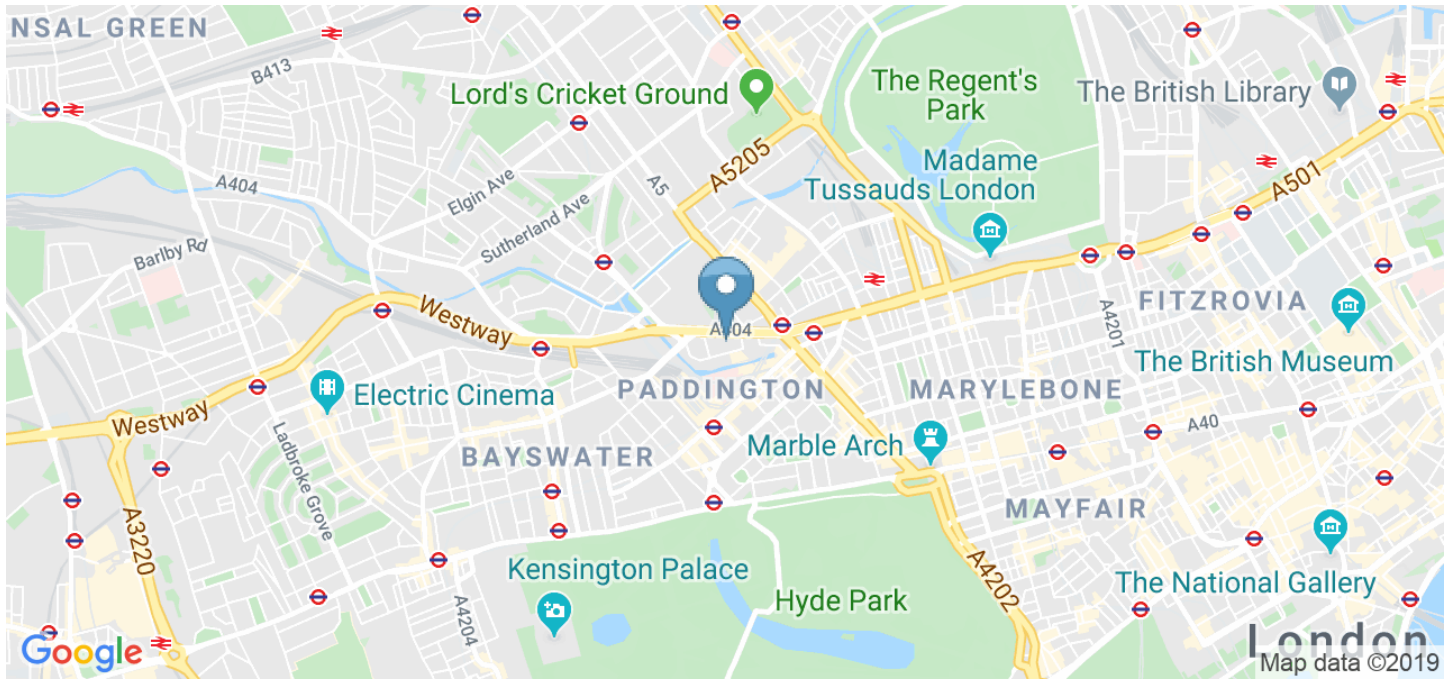 NSAL GREEN
B413
Lord's Cricket Ground
The Regent's
Park
The British Library
A5205
A404
Elgin Ave
A5
Madame
Tussauds London
A501
Sutherland Ave
Barlby Rd
Westway
A404
A4201
FITZROVIA
The British Museum
Electric Cinema
PADDINGTON
MARYLEBONE
Westway
A40
Ladbroke Grove
BAYSWATER
Marble Arch
MAYFAIR
A3220
Kensington Palace
A4202
The National Gallery
A4204
Hyde Park
London
Google
Map data ©2019